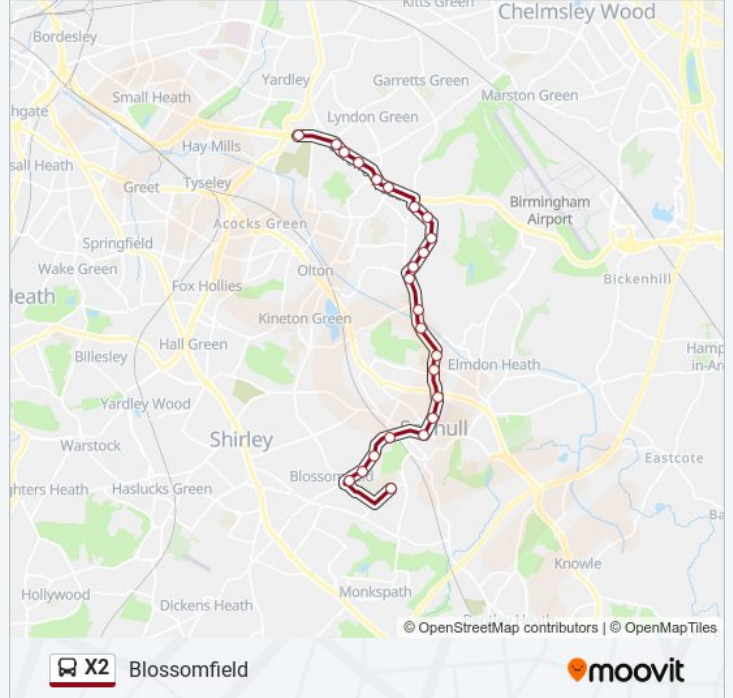 Kitts Green
Chelmsley Wood
Bordesley
Yardley
Garretts Green
Small Heath
Marston Green
hgate
Lyndon Green
Hay Mills
sall Heath
Greet
Tyseley
Birmingham
Airport
Acocks Green
Springfield
Wake Green
Olton
Bickenhill
Heath
Fox Hollies
Kineton Green
Hall Green
Hamp
in-Ar
Billesley
Elmdon Heath
Yardley Wood
Shirley
Warstock
Eastcote
Blossomfield
ghters Heath
Haslucks Green
Ba
Knowle
Hollywood
Monkspath
Dickens Heath
© OpenStreetMap contributors | © OpenMapTiles
X2 Blossomfield
moovit